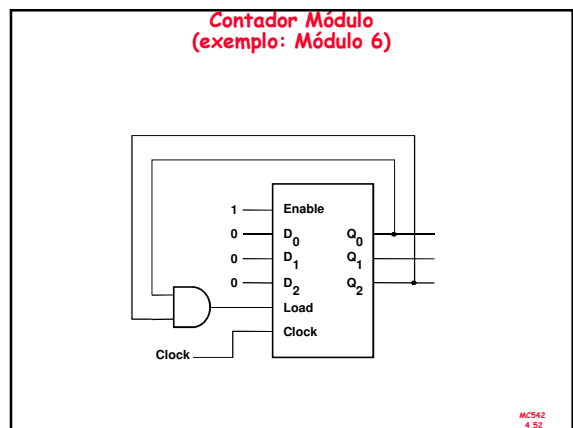 Contador Módulo
(exemplo: Módulo 6)
1 Enable
0 D0 Q0
0 D1 Q1
0 D2 Q2
Load
Clock
Clock
MC542
4.52